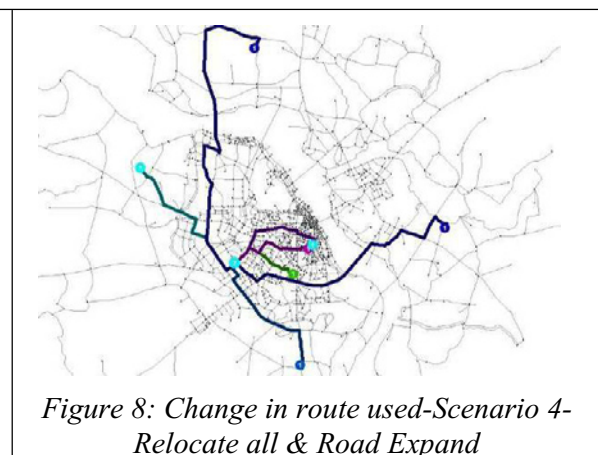 Figure 8: Change in route used-Scenario 4-
Relocate all & Road Expand